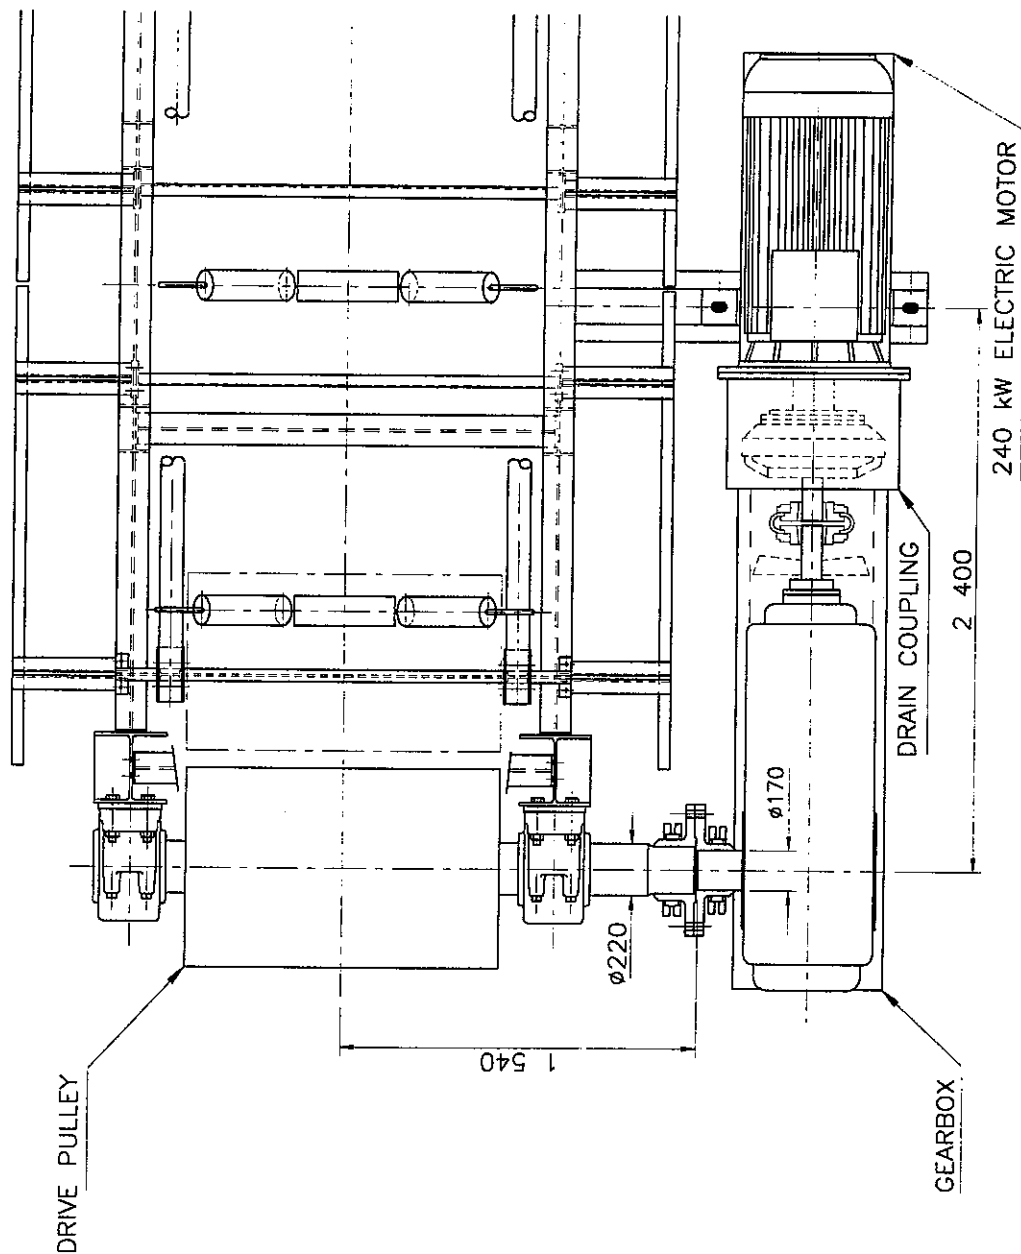 240 kW ELECTRIC MOTOR
DRAIN COUPLING
2 400
ø170
ø220
1 540
DRIVE PULLEY
GEARBOX